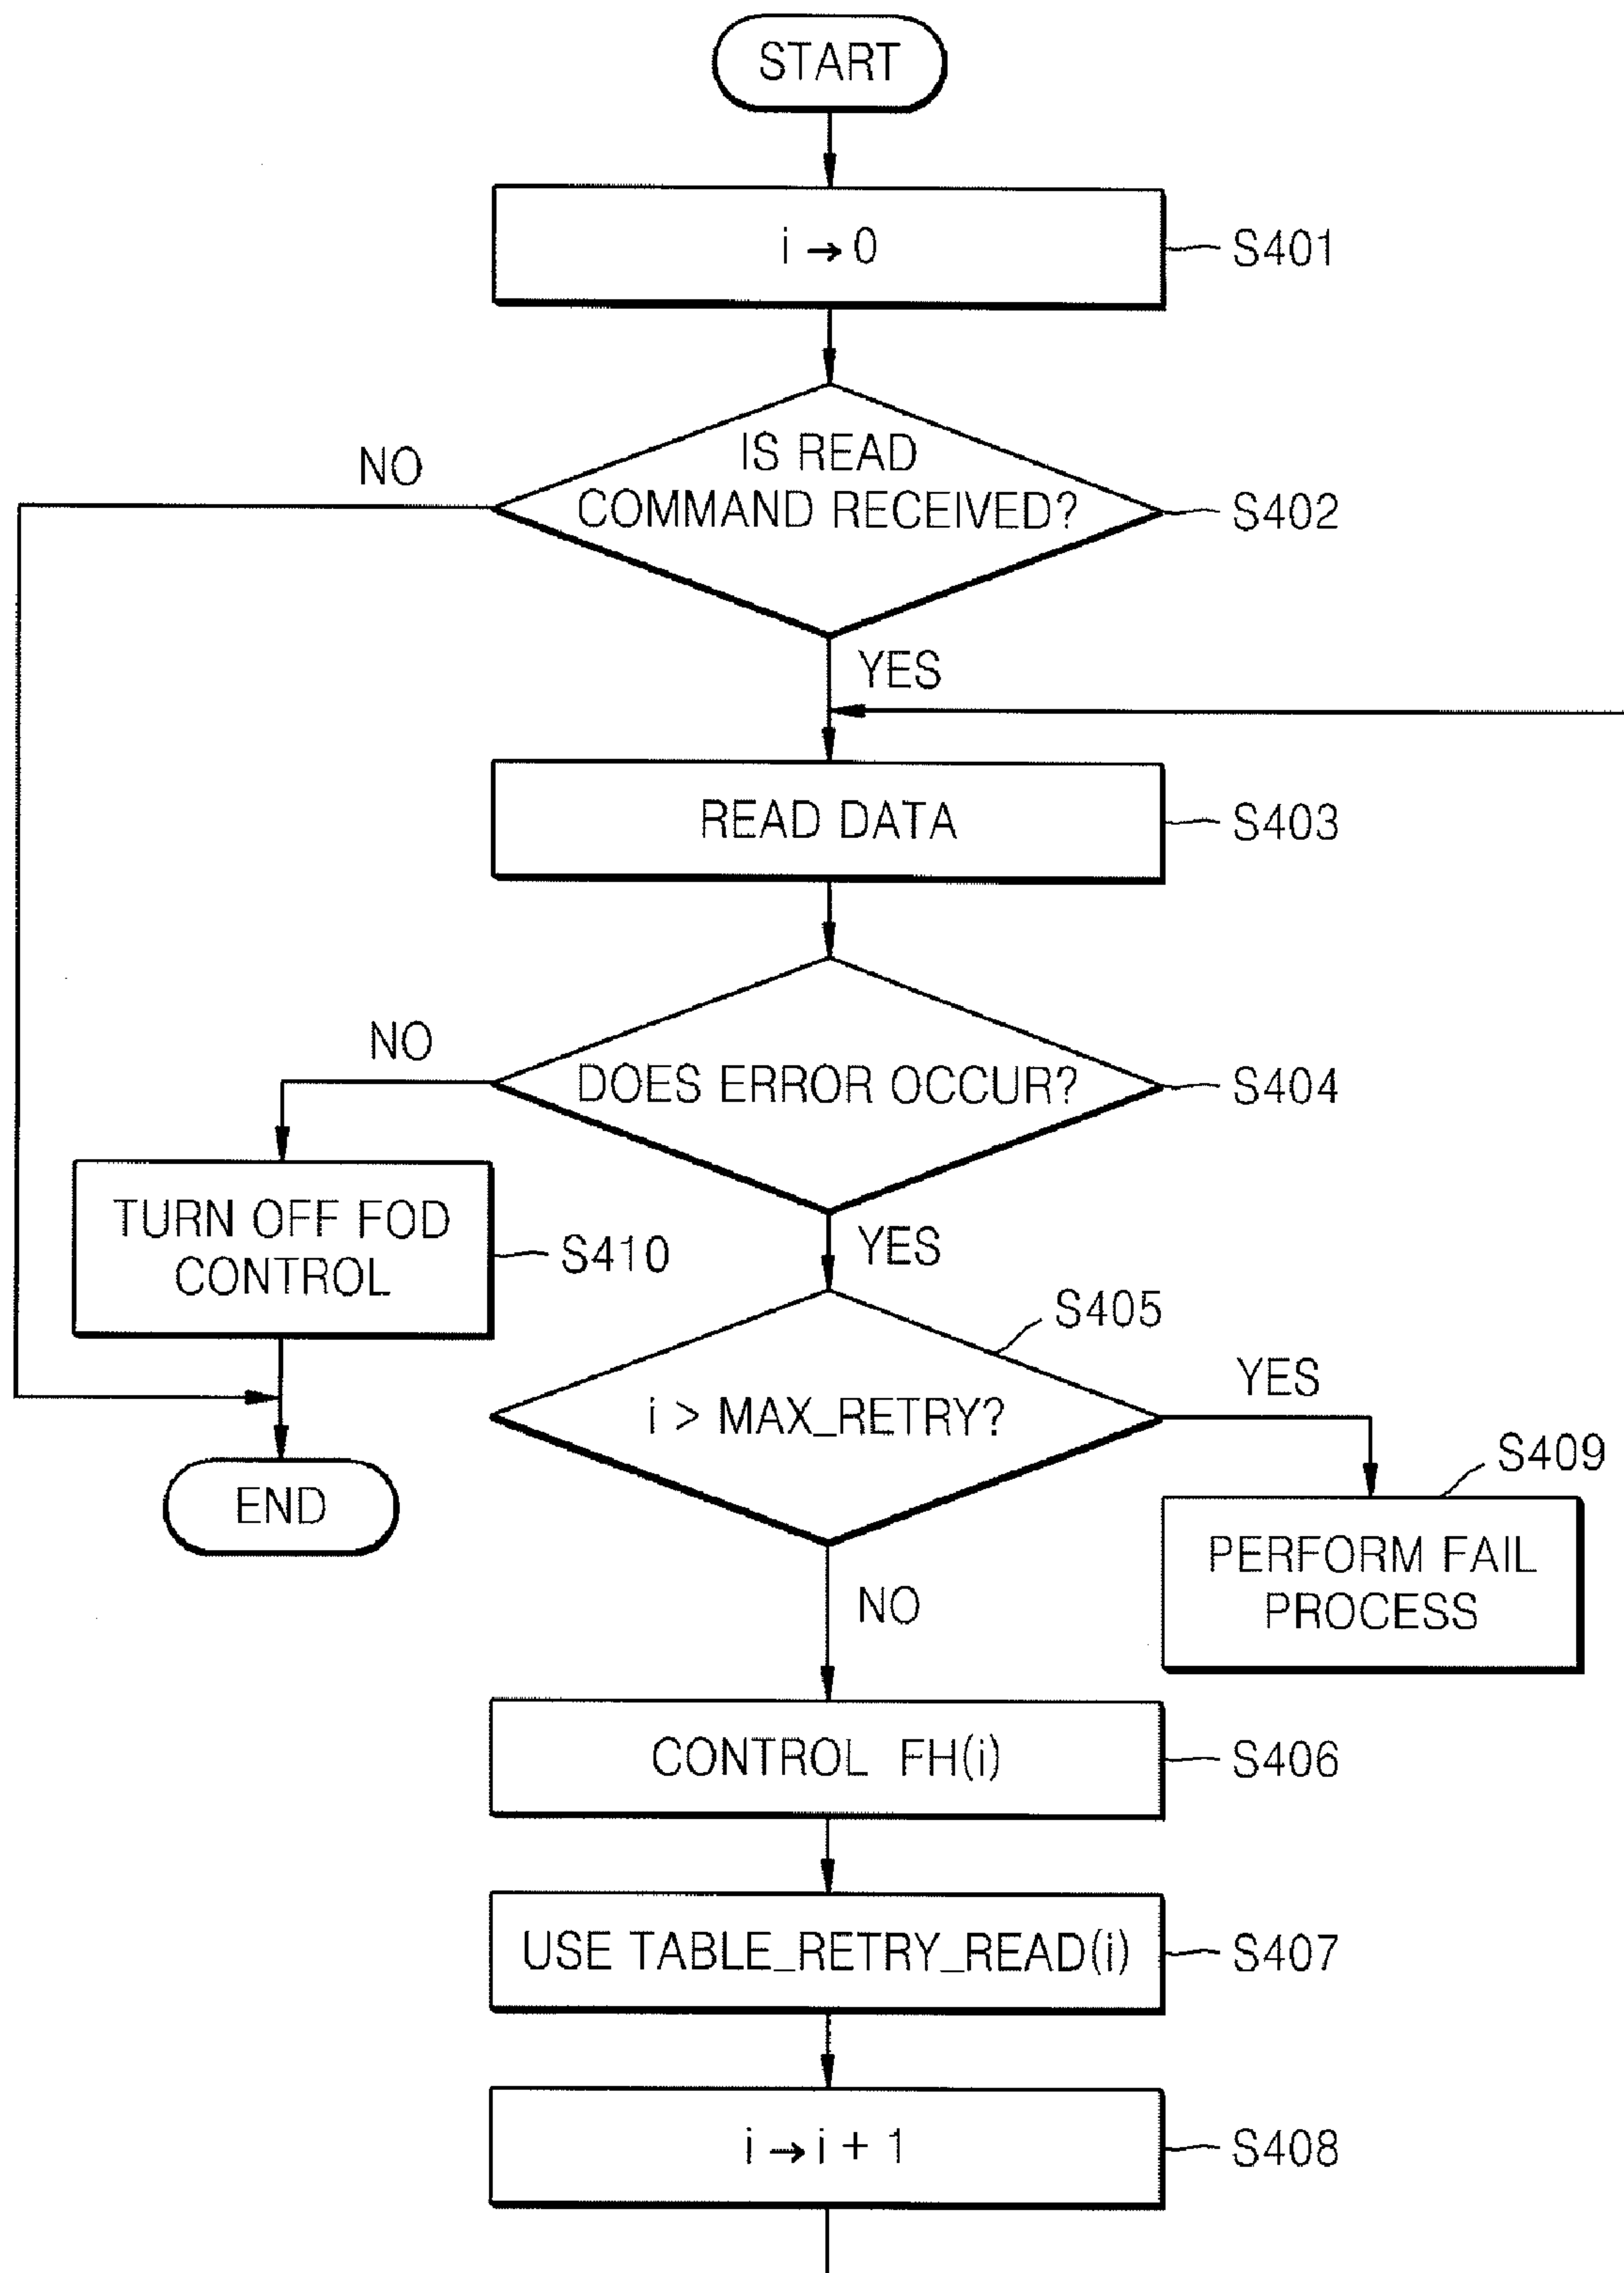 START
i → 0
S401
NO
IS READ
COMMAND RECEIVED?
S402
YES
READ DATA
S403
NO
DOES ERROR OCCUR?
S404
TURN OFF FOD
CONTROL
S410
YES
S405
i > MAX_RETRY?
YES
S409
END
PERFORM FAIL
PROCESS
NO
CONTROL FH(i)
S406
USE TABLE_RETRY_READ(i)
S407
i → i + 1
S408